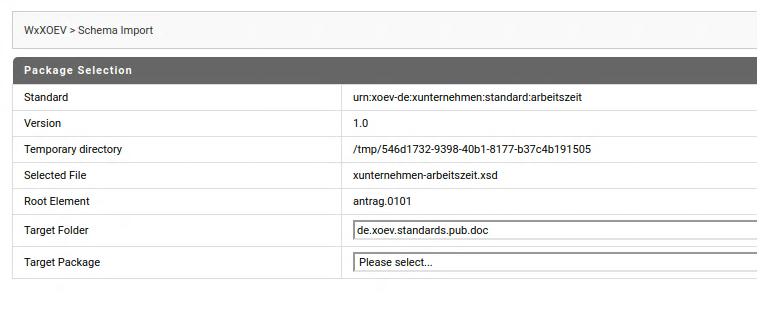 WxXOEV > Schema Import
Package Selection
Standard urn:xoev-de:xunternehmen:standard:arbeitszeit
Version 1.0
Temporary directory /tmp/546d1732-9398-40b1-8177-b37c4b191505
Selected File xunternehmen-arbeitszeit.xsd
Root Element antrag.0101
Target Folder de.xoev.standards.pub.doc
Target Package Please select...